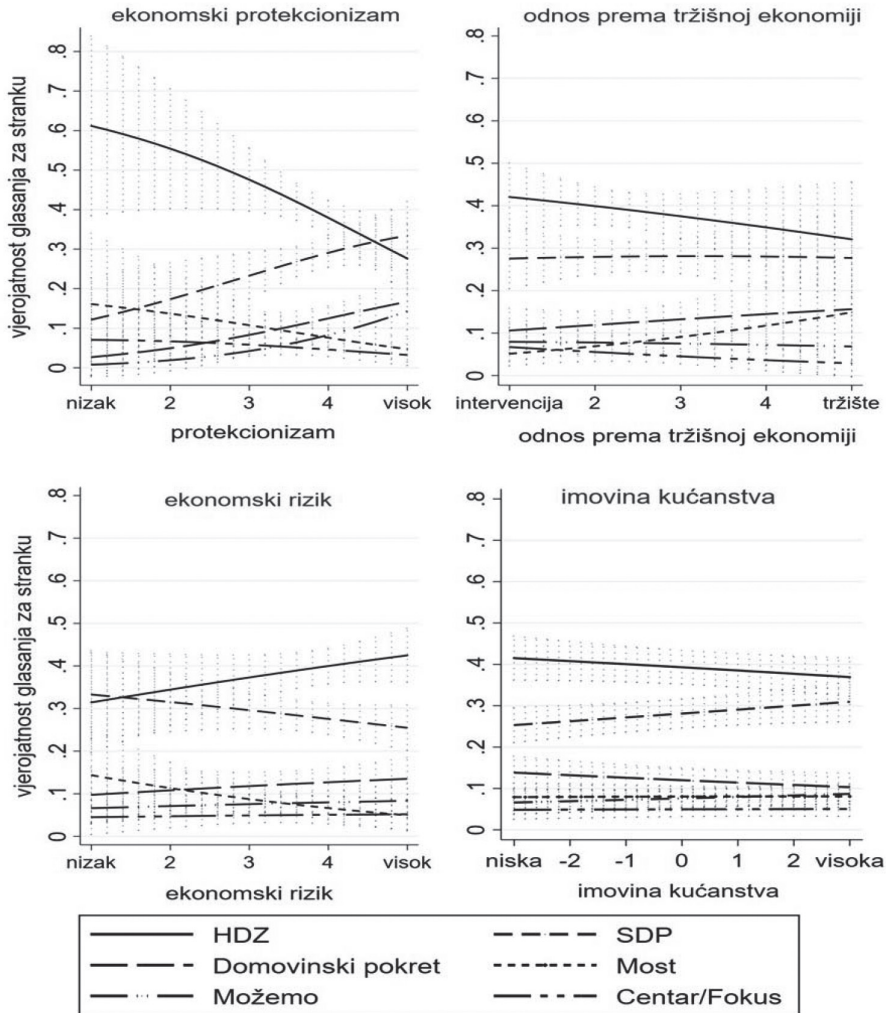 ekonomski protekcionizam
vjerojatnost glasanja za stranku
.8
.7
.6
.5
.4
.3
.2
.1
0
nizak 2 3 4 visok
protekcionizam
odnos prema tržišnoj ekonomiji
.8
.7
.6
.5
.4
.3
.2
.1
0
intervencija 2 3 4 tržište
odnos prema tržišnoj ekonomiji
ekonomski rizik
vjerojatnost glasanja za stranku
.8
.7
.6
.5
.4
.3
.2
.1
0
nizak 2 3 4 visok
ekonomski rizik
imovina kućanstva
.8
.7
.6
.5
.4
.3
.2
.1
0
niska -2 -1 0 1 2 visoka
imovina kućanstva
HDZ SDP
Domovinski pokret Most
Možemo Centar/Fokus